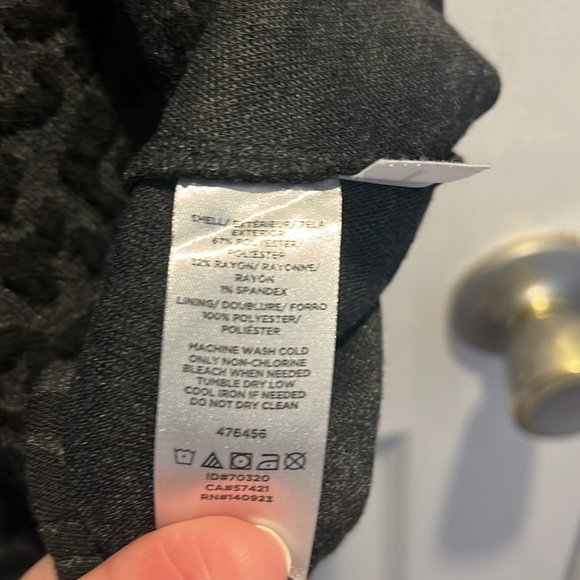 SHELL/ EXTERIEUR/ TELA
EXTERIOR
67% POLYESTER/
POLIÉSTER
32% RAYON/ RAYONNE/
RAYON
1% SPANDEX
LINING/ DOUBLURE/ FORRO
100% POLYESTER/
POLIÉSTER
MACHINE WASH COLD
ONLY NON-CHLORINE
BLEACH WHEN NEEDED
TUMBLE DRY LOW
COOL IRON IF NEEDED
DO NOT DRY CLEAN
476456
ID#70320
CA#57421
RN#140923